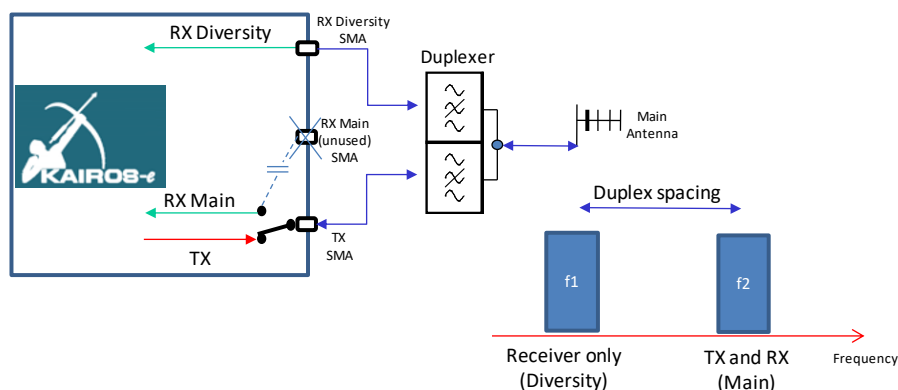 RX Diversity
RX Diversity
SMA
Duplexer
KAIROS-e
RX Main
(unused)
SMA
Main
Antenna
RX Main
TX
TX
SMA
Duplex spacing
f1
f2
Receiver only
(Diversity)
TX and RX
(Main)
Frequency